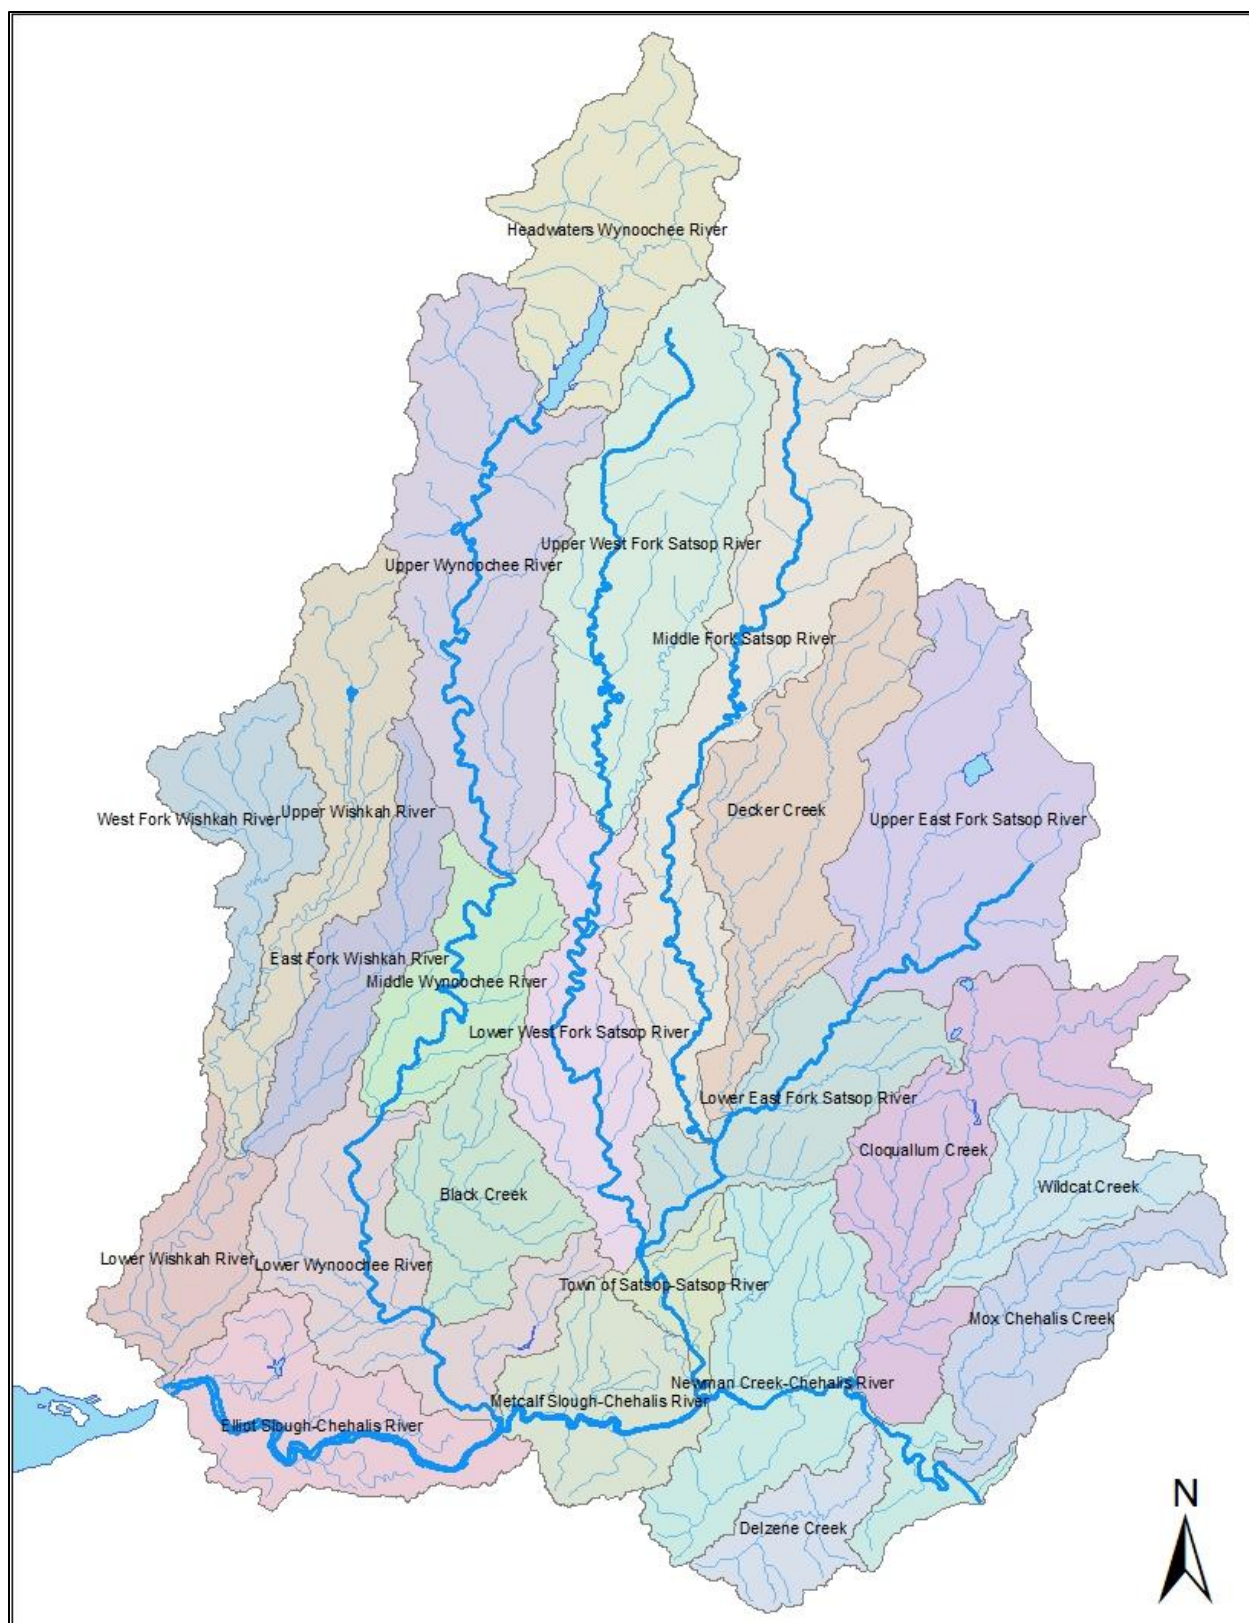 Headwaters Wynoochee River
Upper West Fork Satsop River
Upper Wynoochee River
Middle Fork Satsop River
West Fork Wishkah River
Upper Wishkah River
Decker Creek
Upper East Fork Satsop River
East Fork Wishkah River
Middle Wynoochee River
Lower West Fork Satsop River
Lower East Fork Satsop River
Cloquallum Creek
Wildcat Creek
Black Creek
Lower Wishkah River
Lower Wynoochee River
Town of Satsop-Satsop River
Mox Chehalis Creek
Newman Creek-Chehalis River
Metcalf Slough-Chehalis River
Elliot Slough-Chehalis River
Delzene Creek
N